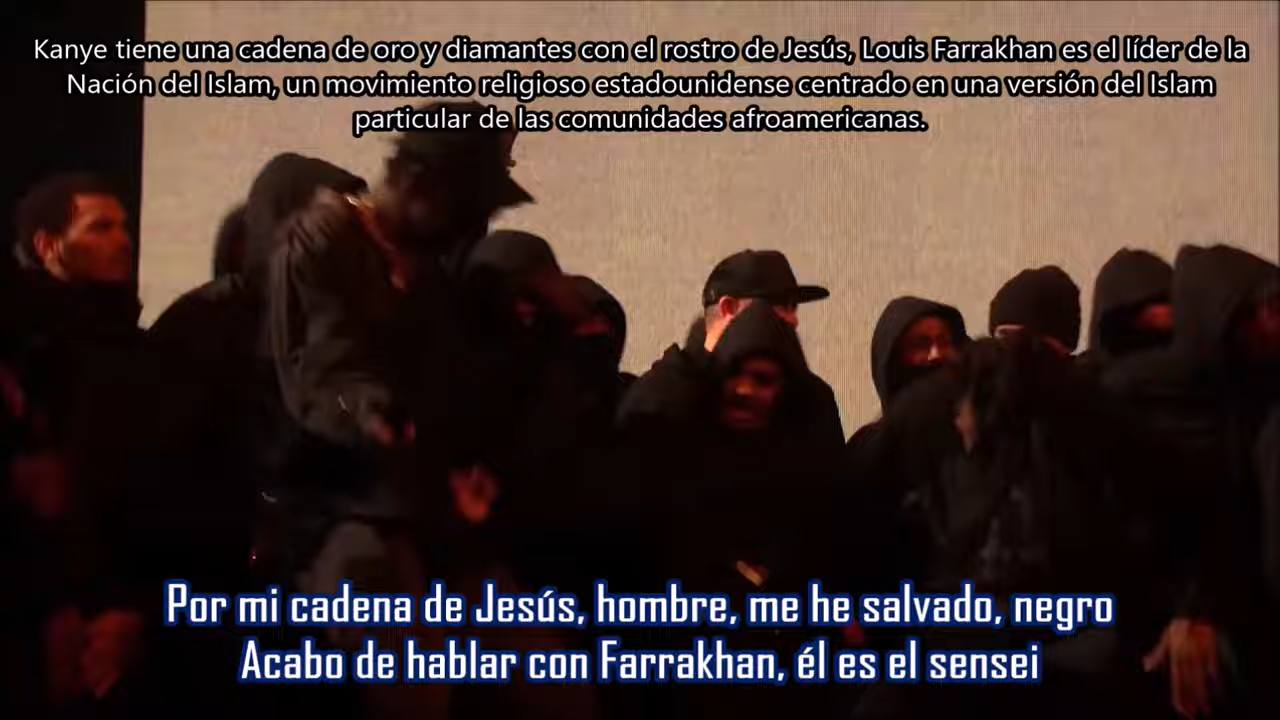 Kanye tiene una cadena de oro y diamantes con el rostro de Jesús, Louis Farrakhan es el líder de la
Nación del Islam, un movimiento religioso estadounidense centrado en una versión del Islam
particular de las comunidades afroamericanas.
Por mi cadena de Jesús, hombre, me he salvado, negro
Acabo de hablar con Farrakhan, él es el sensei